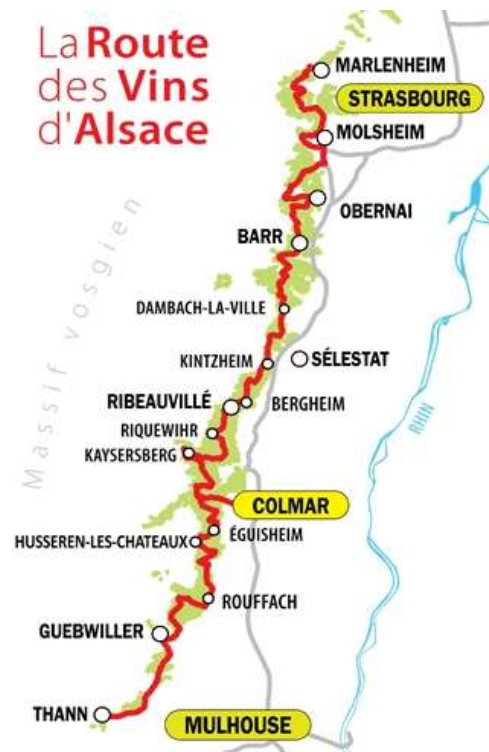 La Route
des Vins
d'Alsace
MARLENHEIM
STRASBOURG
MOLSHEIM
OBERNAI
BARR
Massif vosgien
DAMBACH-LA-VILLE
KINTZHEIM
SÉLESTAT
RIBEAUVILLÉ
BERGHEIM
RHIN
RIQUEWIHR
KAYSERSBERG
COLMAR
ÉGUISHEIM
HUSSEREN-LES-CHATEAUX
ROUFFACH
GUEBWILLER
THANN
MULHOUSE